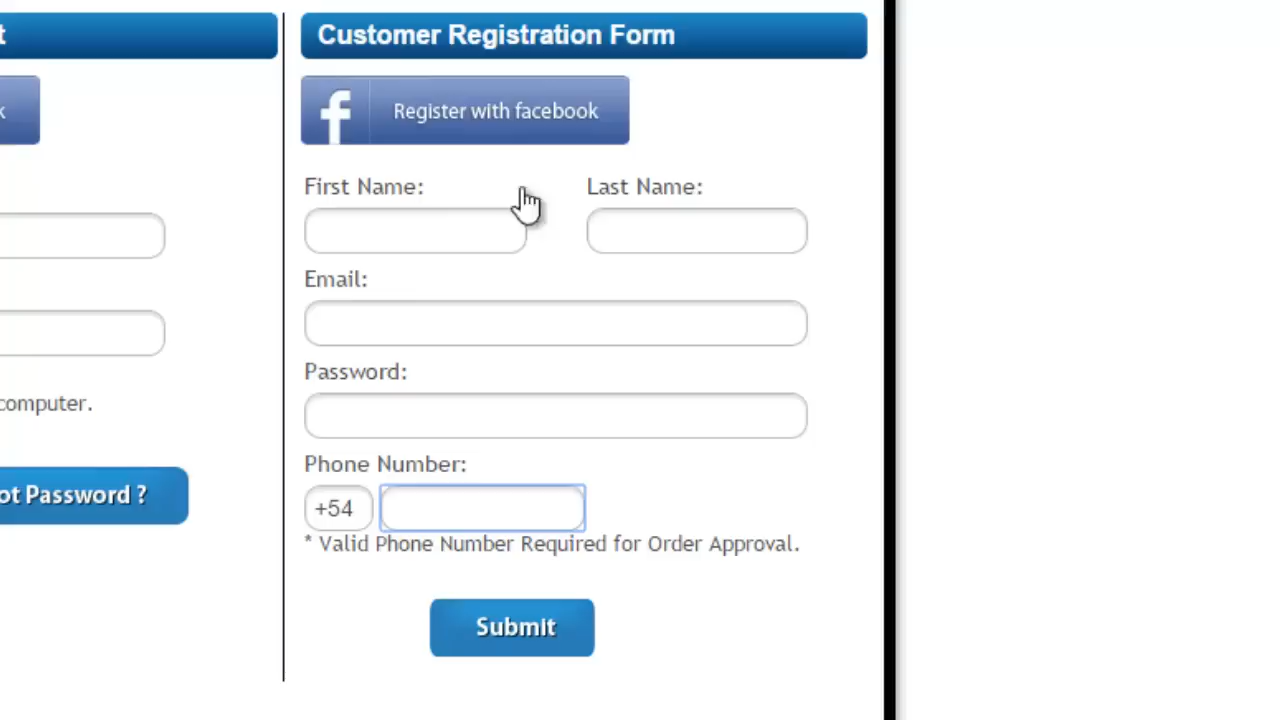 t
Customer Registration Form
k
f
Register with facebook
First Name:
Last Name:
Email:
Password:
computer.
Phone Number:
ot Password ?
+54
* Valid Phone Number Required for Order Approval.
Submit